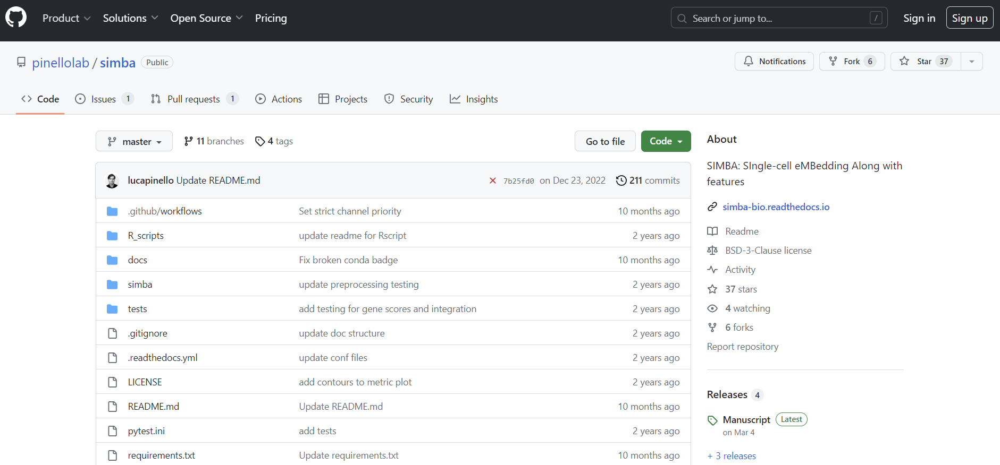 Product Solutions Open Source Pricing Search or jump to... / Sign in Sign up
pinellolab / simba Public Notifications Fork 6 Star 37
Code Issues 1 Pull requests 1 Actions Projects Security Insights
master 11 branches 4 tags Go to file Code
lucapinello Update README.md 7b25fd0 on Dec 23, 2022 211 commits
.github/workflows Set strict channel priority 10 months ago
R_scripts update readme for Rscript 2 years ago
docs Fix broken conda badge 10 months ago
simba update preprocessing testing 2 years ago
tests add testing for gene scores and integration 2 years ago
.gitignore update doc structure 2 years ago
.readthedocs.yml update conf files 2 years ago
LICENSE add contours to metric plot 2 years ago
README.md Update README.md 10 months ago
pytest.ini add tests 2 years ago
requirements.txt Update requirements.txt 10 months ago
About
SIMBA: SIngle-cell eMBedding Along with
features
simba-bio.readthedocs.io
Readme
BSD-3-Clause license
Activity
37 stars
4 watching
6 forks
Report repository
Releases 4
Manuscript Latest
on Mar 4
+ 3 releases